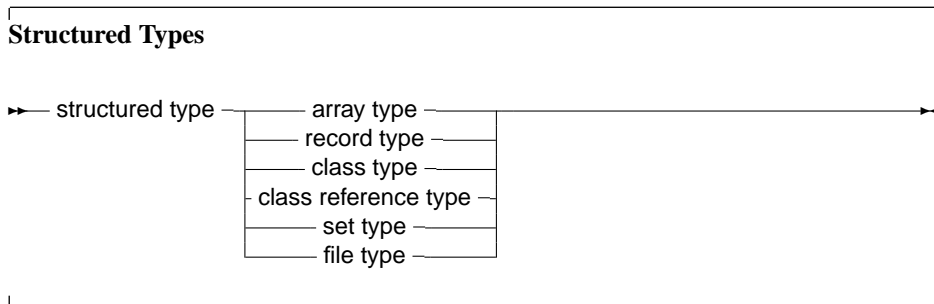 Structured Types
structured type
array type
record type
class type
class reference type
set type
file type